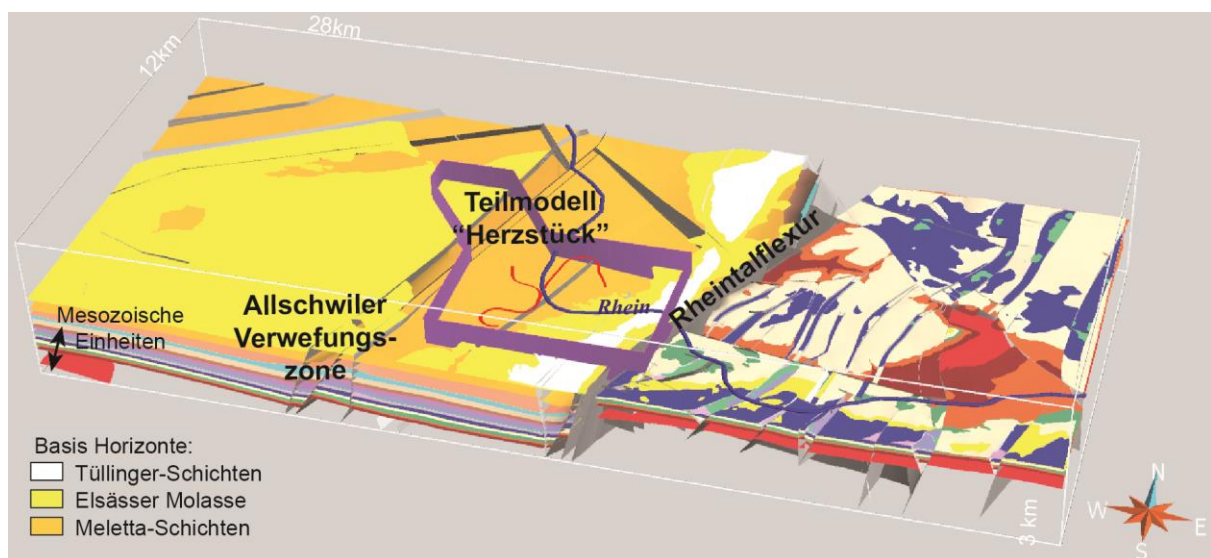 28km
12km
Teilmodell
"Herzstück"
Rheintalflexur
Rhein
Allschwiler
Verwefungs-
zone
Mesozoische
Einheiten
Basis Horizonte:
Tüllinger-Schichten
Elsässer Molasse
Meletta-Schichten
3 km
N
W
E
S